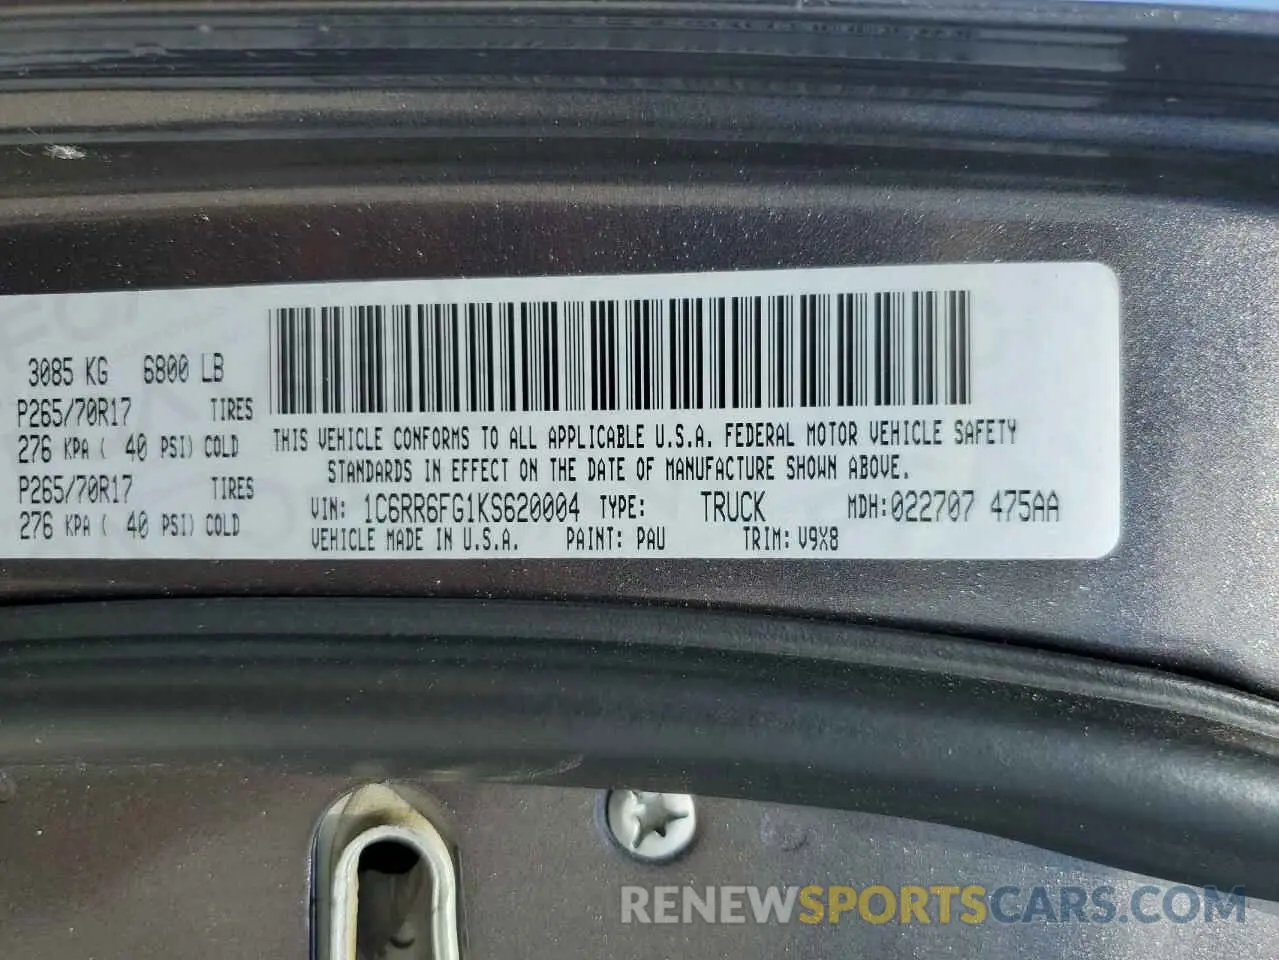 3085 KG 6800 LB
P265/70R17 TIRES
276 KPA ( 40 PSI) COLD
P265/70R17 TIRES
276 KPA ( 40 PSI) COLD
THIS VEHICLE CONFORMS TO ALL APPLICABLE U.S.A. FEDERAL MOTOR VEHICLE SAFETY
STANDARDS IN EFFECT ON THE DATE OF MANUFACTURE SHOWN ABOVE.
VIN: 1C6RR6FG1KS620004 TYPE: TRUCK MDH:022707 475AA
VEHICLE MADE IN U.S.A. PAINT: PAU TRIM: V9X8
RENEWSPORTSCARS.COM